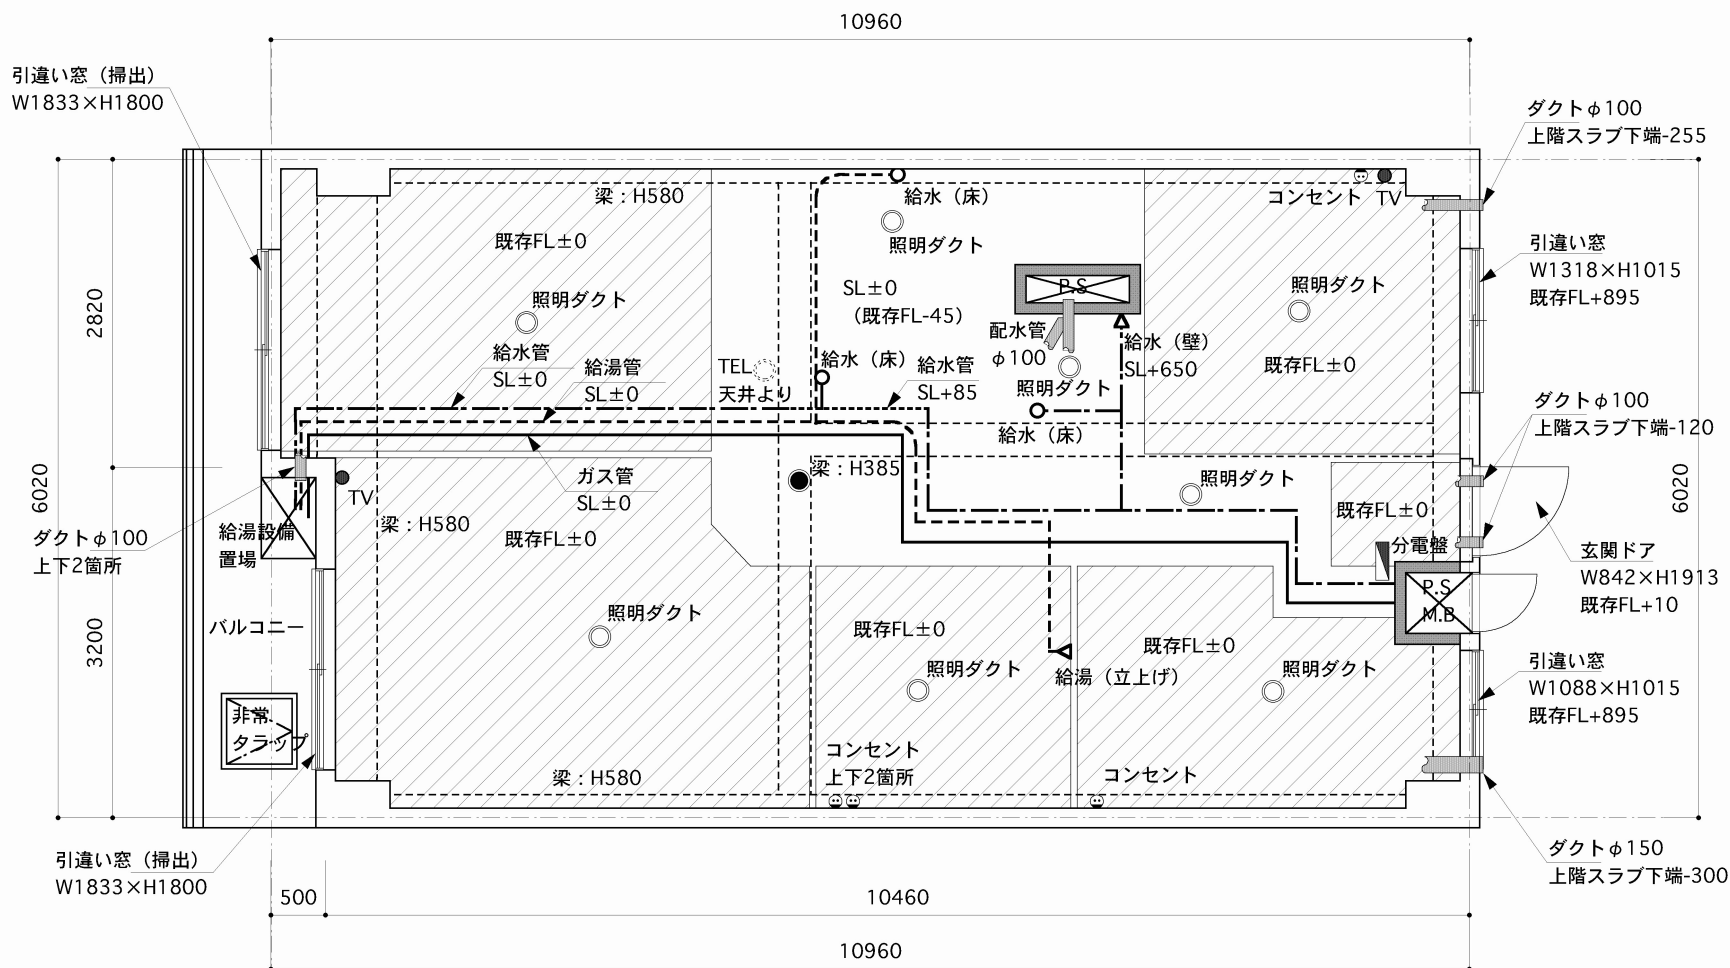 10960
引違い窓（掃出）
W1833×H1800
ダクトφ100
上階スラブ下端-255
梁：H580
給水（床）
コンセント
TV
既存FL±0
照明ダクト
引違い窓
W1318×H1015
既存FL+895
照明ダクト
SL±0
（既存FL-45）
P.S
照明ダクト
2820
配水管
φ100
給水（壁）
SL+650
給水管
SL±0
給湯管
SL±0
TEL
天井より
給水（床）
給水管
SL+85
既存FL±0
照明ダクト
ダクトφ100
上階スラブ下端-120
給水（床）
6020
ガス管
SL±0
梁：H385
照明ダクト
6020
TV
梁：H580
既存FL±0
既存FL±0
ダクトφ100
上下2箇所
給湯設備
置場
分電盤
玄関ドア
W842×H1913
既存FL+10
P.S
M.B
3200
バルコニー
照明ダクト
既存FL±0
既存FL±0
照明ダクト
給湯（立上げ）
照明ダクト
引違い窓
W1088×H1015
既存FL+895
非常
タラップ
梁：H580
コンセント
上下2箇所
コンセント
引違い窓（掃出）
W1833×H1800
ダクトφ150
上階スラブ下端-300
500
10460
10960